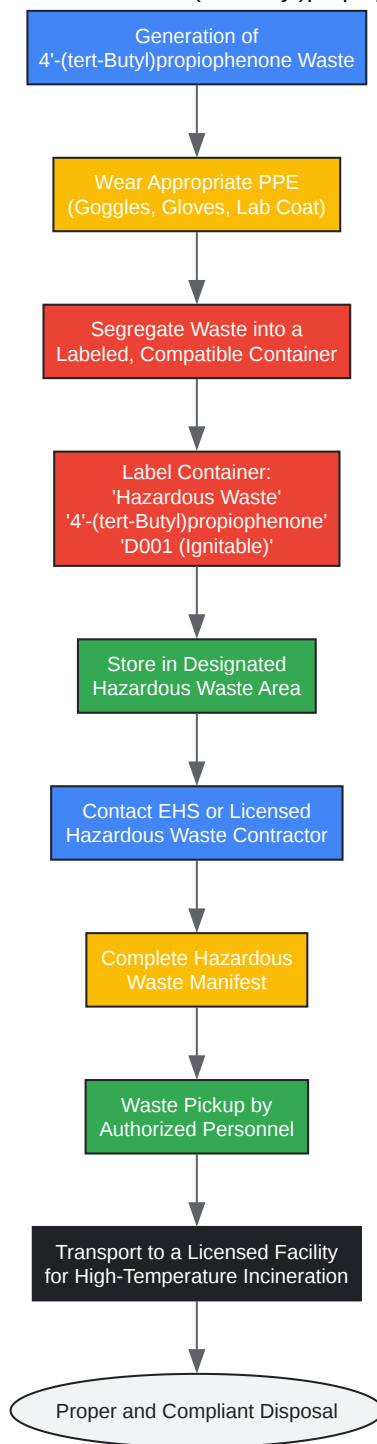 Generation of
4'-(tert-Butyl)propiophenone Waste
Wear Appropriate PPE
(Goggles, Gloves, Lab Coat)
Segregate Waste into a
Labeled, Compatible Container
Label Container:
'Hazardous Waste'
'4'-(tert-Butyl)propiophenone'
'D001 (Ignitable)'
Store in Designated
Hazardous Waste Area
Contact EHS or Licensed
Hazardous Waste Contractor
Complete Hazardous
Waste Manifest
Waste Pickup by
Authorized Personnel
Transport to a Licensed Facility
for High-Temperature Incineration
Proper and Compliant Disposal